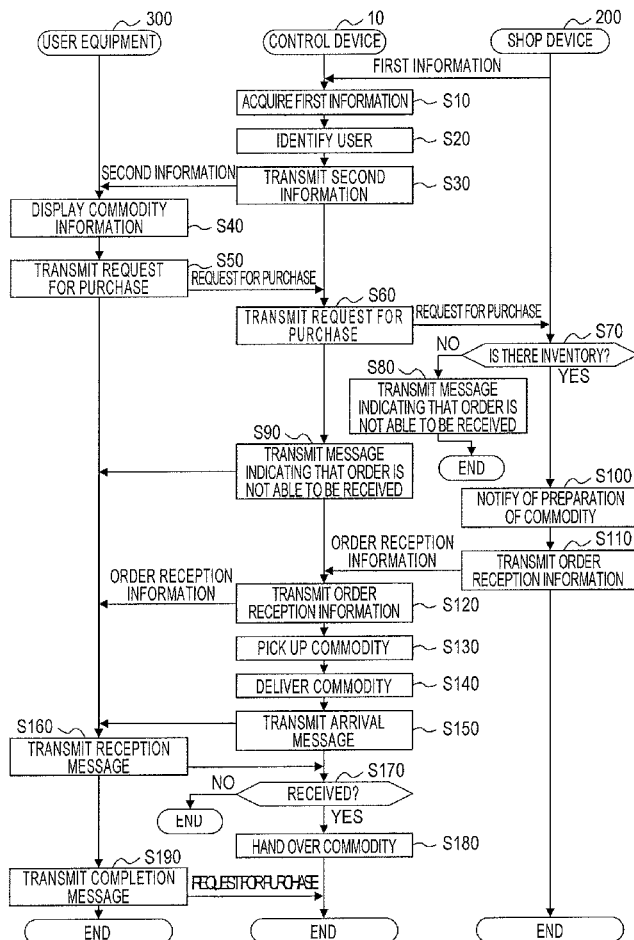 300
10
200
USER EQUIPMENT
CONTROL DEVICE
SHOP DEVICE
FIRST INFORMATION
ACQUIRE FIRST INFORMATION
S10
IDENTIFY USER
S20
SECOND INFORMATION
TRANSMIT SECOND
INFORMATION
S30
DISPLAY COMMODITY
INFORMATION
S40
S50
TRANSMIT REQUEST
FOR PURCHASE
REQUEST FOR PURCHASE
S60
TRANSMIT REQUEST FOR
PURCHASE
REQUEST FOR PURCHASE
S70
IS THERE INVENTORY?
NO
YES
S80
TRANSMIT MESSAGE
INDICATING THAT ORDER IS
NOT ABLE TO BE RECEIVED
END
S90
TRANSMIT MESSAGE
INDICATING THAT ORDER IS
NOT ABLE TO BE RECEIVED
S100
NOTIFY OF PREPARATION
OF COMMODITY
S110
TRANSMIT ORDER
RECEPTION INFORMATION
ORDER RECEPTION
INFORMATION
ORDER RECEPTION
INFORMATION
TRANSMIT ORDER
RECEPTION INFORMATION
S120
PICK UP COMMODITY
S130
DELIVER COMMODITY
S140
TRANSMIT ARRIVAL
MESSAGE
S150
S160
TRANSMIT RECEPTION
MESSAGE
S170
RECEIVED?
NO
END
YES
HAND OVER COMMODITY
S180
S190
TRANSMIT COMPLETION
MESSAGE
REQUEST FOR PURCHASE
END
END
END